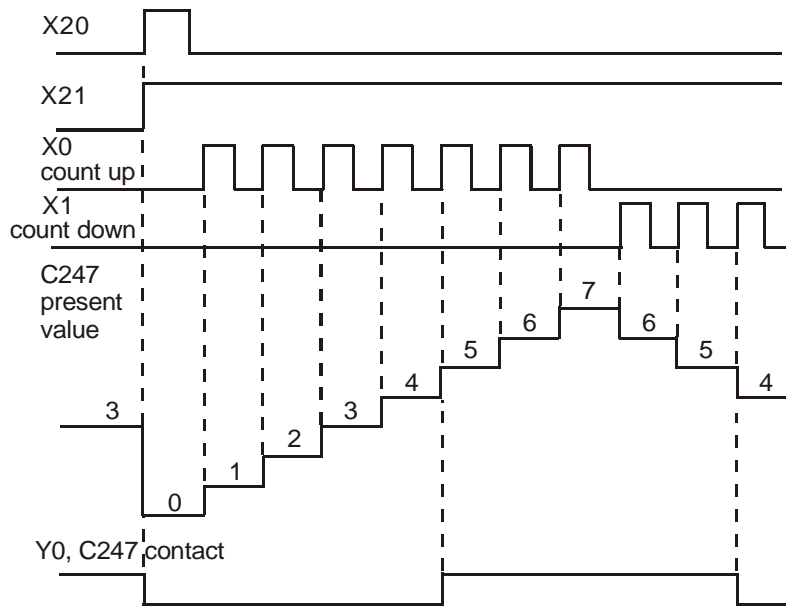 X20
X21
X0
count up
X1
count down
C247
present
value
3
0
1
2
3
4
5
6
7
6
5
4
Y0, C247 contact